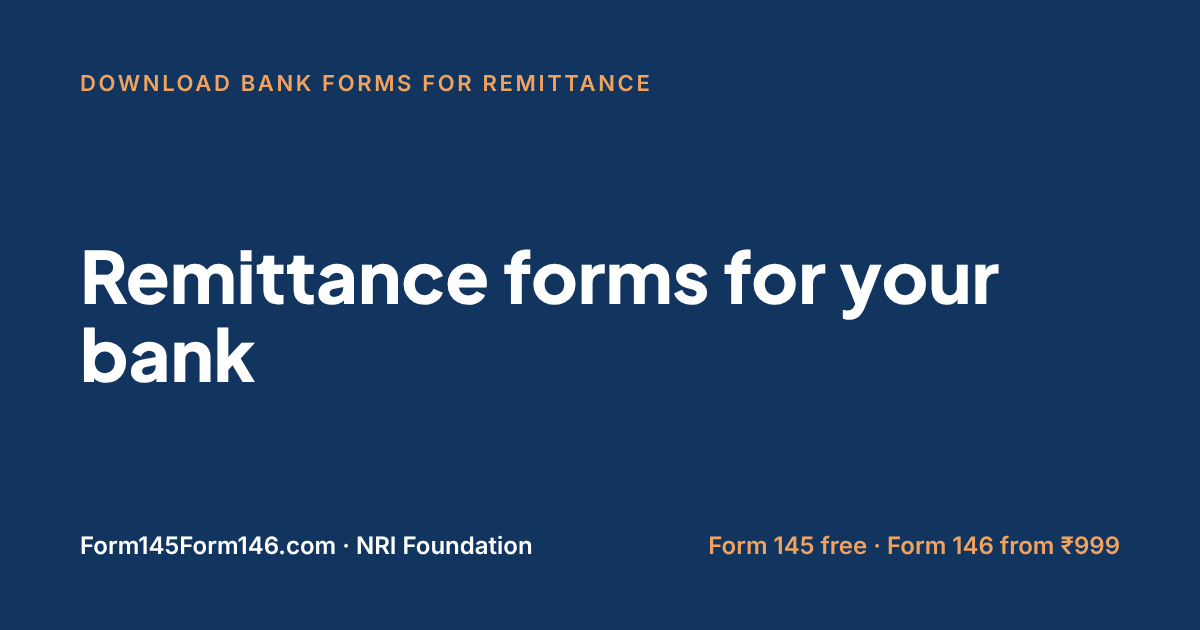 DOWNLOAD BANK FORMS FOR REMITTANCE
Remittance forms for your
bank
Form145Form146.com · NRI Foundation
Form 145 free · Form 146 from ₹999